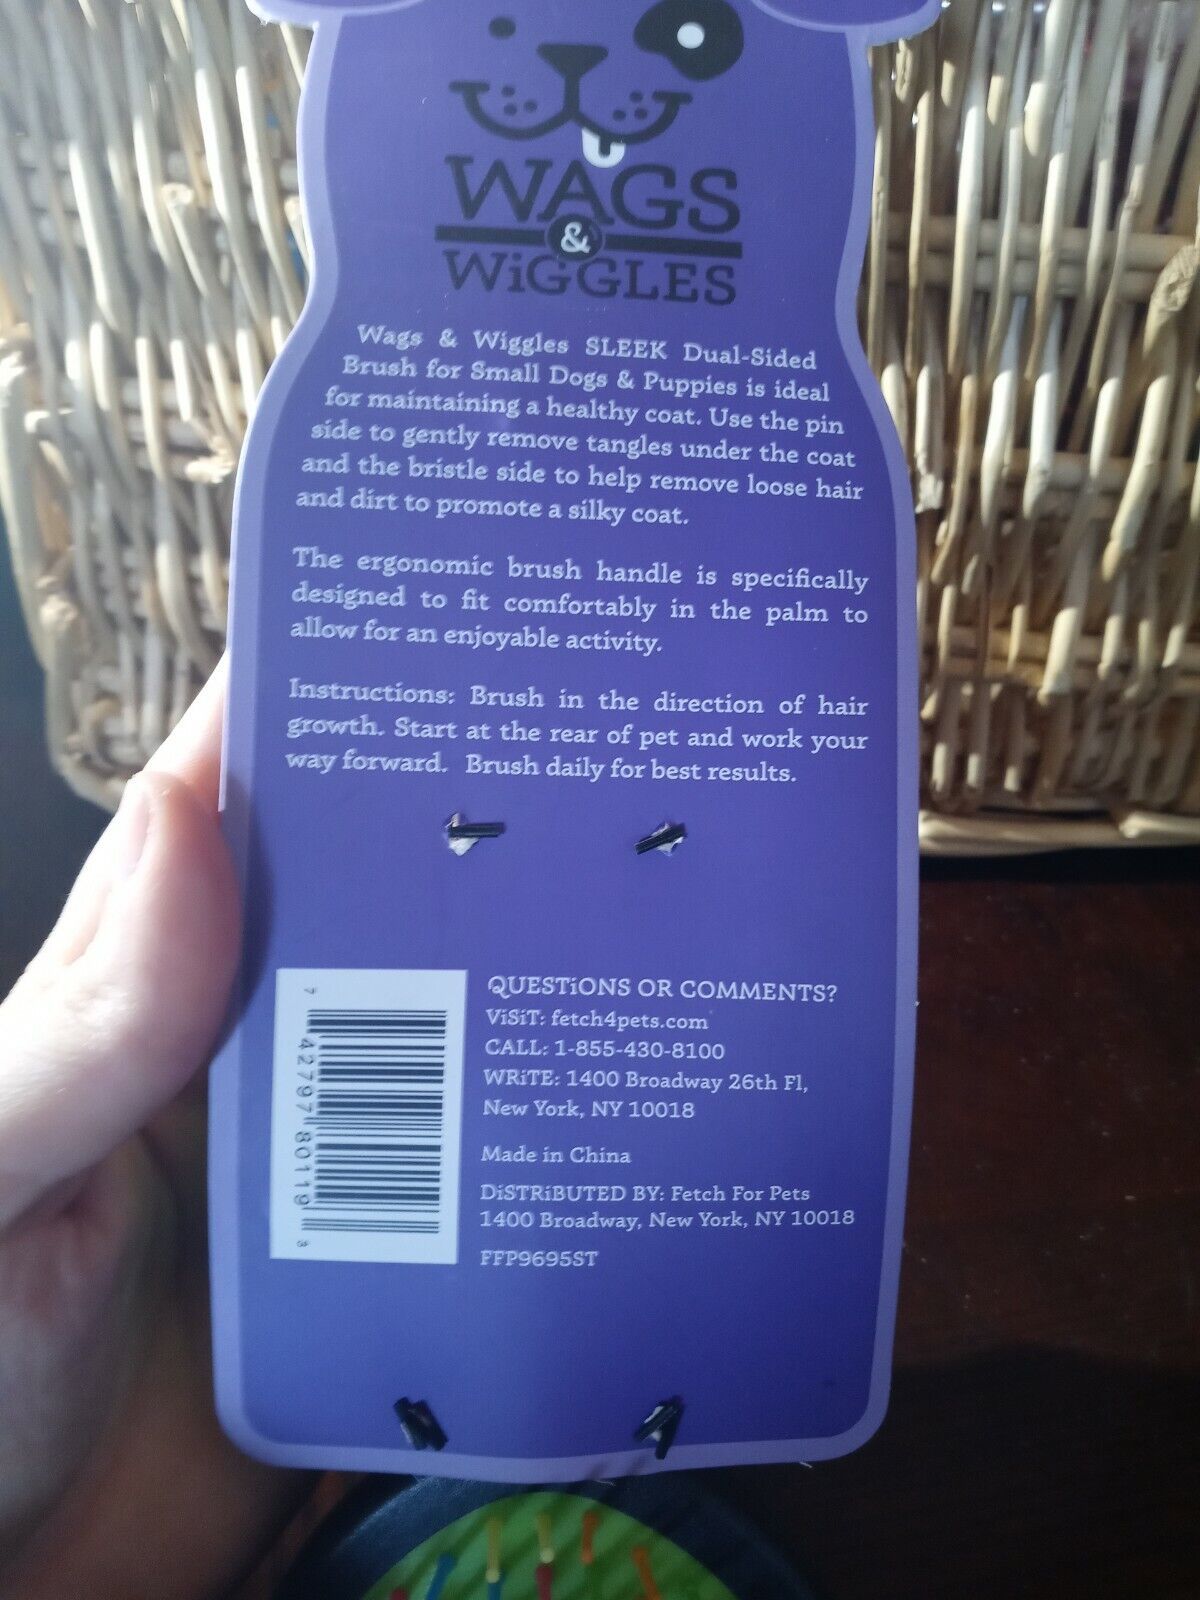 WAGS
&
WiGGLES
Wags & Wiggles SLEEK Dual-Sided
Brush for Small Dogs & Puppies is ideal
for maintaining a healthy coat. Use the pin
side to gently remove tangles under the coat
and the bristle side to help remove loose hair
and dirt to promote a silky coat.
The ergonomic brush handle is specifically
designed to fit comfortably in the palm to
allow for an enjoyable activity.
Instructions: Brush in the direction of hair
growth. Start at the rear of pet and work your
way forward. Brush daily for best results.
7 42797 80119 3
QUESTiONS OR COMMENTS?
ViSiT: fetch4pets.com
CALL: 1-855-430-8100
WRiTE: 1400 Broadway 26th Fl,
New York, NY 10018
Made in China
DiSTRiBUTED BY: Fetch For Pets
1400 Broadway, New York, NY 10018
FFP9695ST